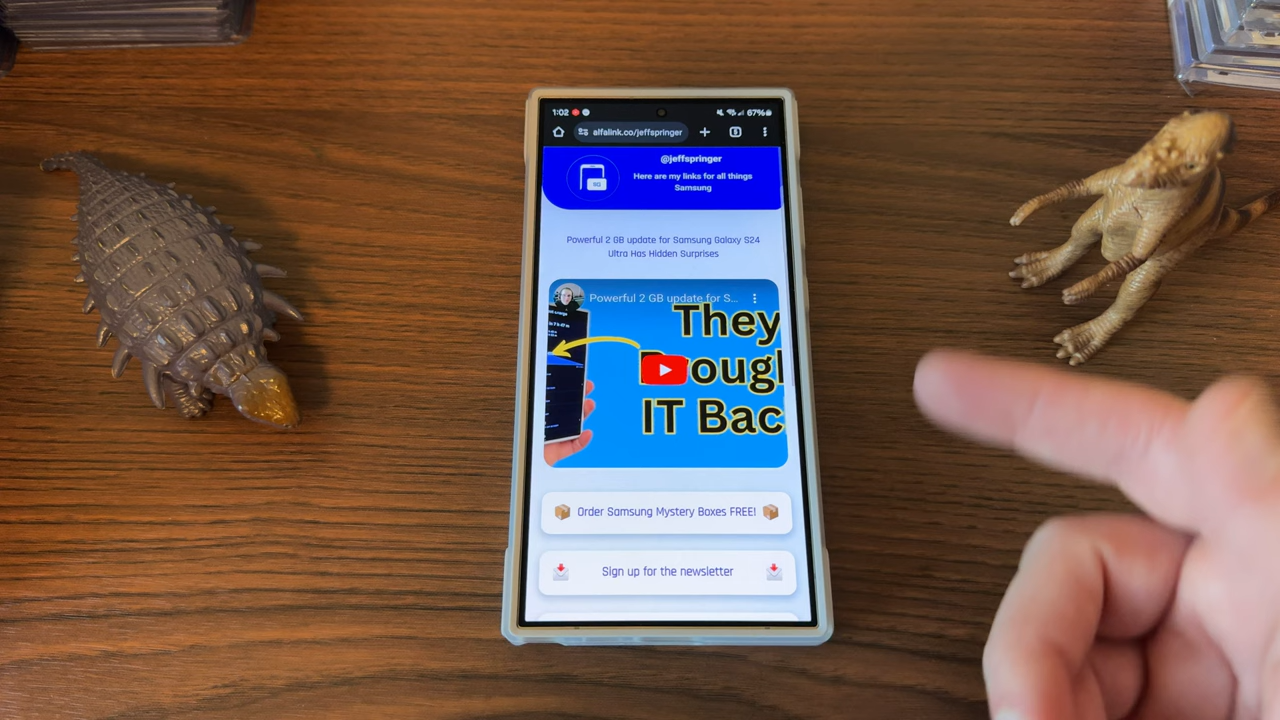 1:02
67%
alfalink.co/jeffspringer
@jeffspringer
Here are my links for all things
Samsung
5G
Powerful 2 GB update for Samsung Galaxy S24
Ultra Has Hidden Surprises
Powerful 2 GB update for S...
They
IT Bac
Order Samsung Mystery Boxes FREE!
Sign up for the newsletter